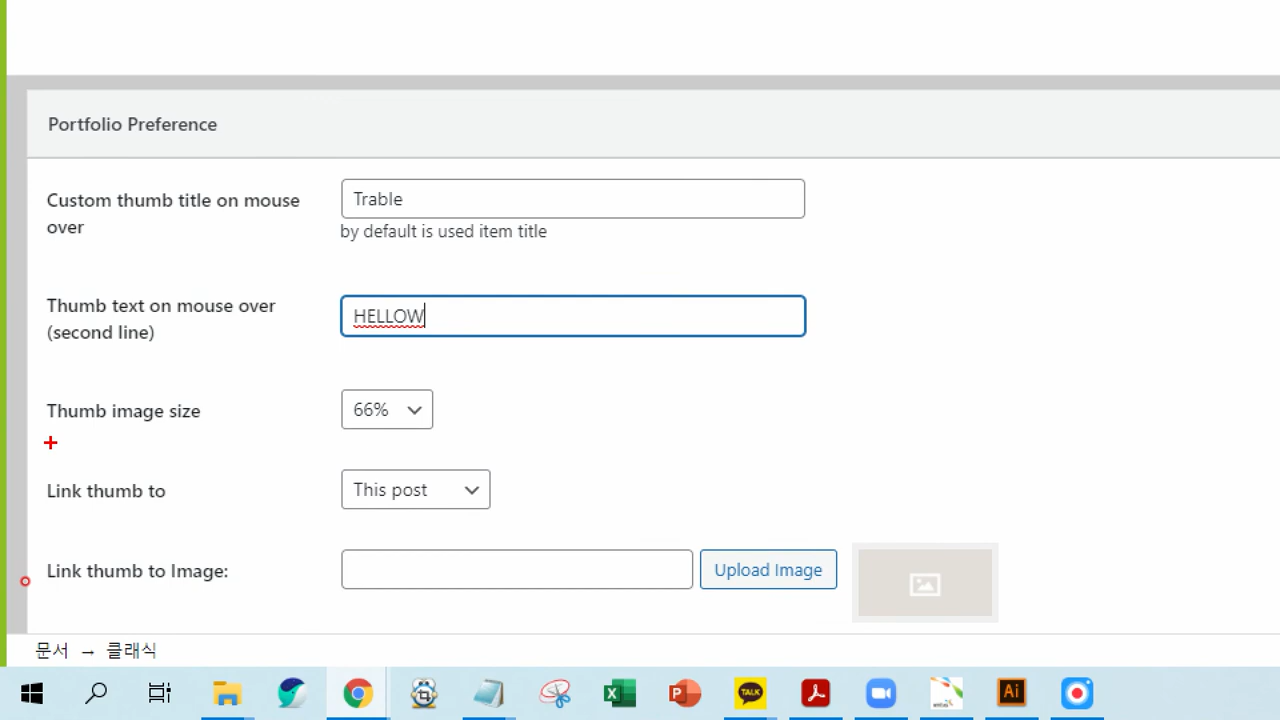 Portfolio Preference
Custom thumb title on mouse
over
Trable
by default is used item title
Thumb text on mouse over
(second line)
HELLOW
Thumb image size
66%
Link thumb to
This post
Link thumb to Image:
Upload Image
문서 → 클래식
TALK
Ai